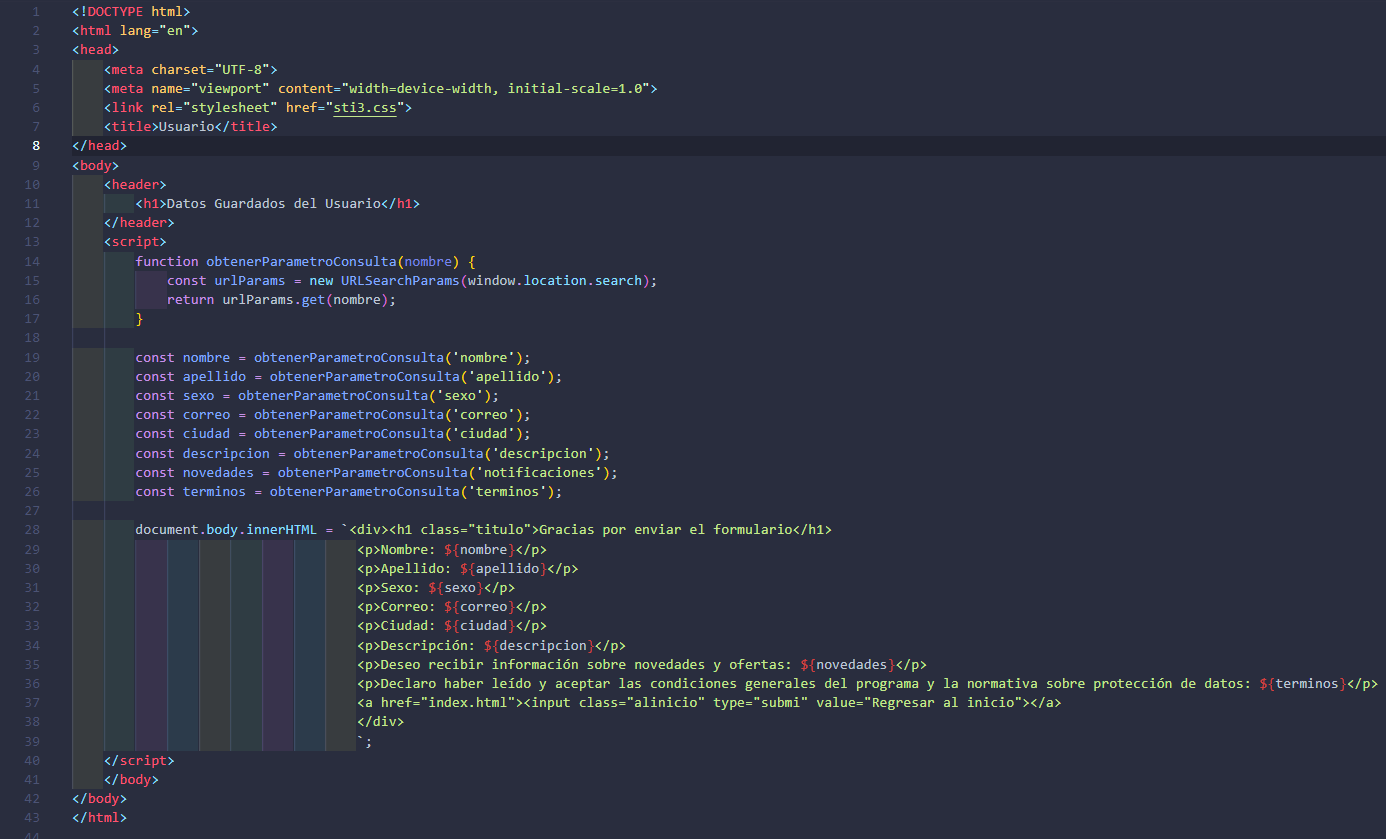 1 <!DOCTYPE html>
2 <html lang="en">
3 <head>
4     <meta charset="UTF-8">
5     <meta name="viewport" content="width=device-width, initial-scale=1.0">
6     <link rel="stylesheet" href="sti3.css">
7     <title>Usuario</title>
8 </head>
9 <body>
10     <header>
11         <h1>Datos Guardados del Usuario</h1>
12     </header>
13     <script>
14         function obtenerParametroConsulta(nombre) {
15             const urlParams = new URLSearchParams(window.location.search);
16             return urlParams.get(nombre);
17         }
18
19         const nombre = obtenerParametroConsulta('nombre');
20         const apellido = obtenerParametroConsulta('apellido');
21         const sexo = obtenerParametroConsulta('sexo');
22         const correo = obtenerParametroConsulta('correo');
23         const ciudad = obtenerParametroConsulta('ciudad');
24         const descripcion = obtenerParametroConsulta('descripcion');
25         const novedades = obtenerParametroConsulta('notificaciones');
26         const terminos = obtenerParametroConsulta('terminos');
27
28         document.body.innerHTML = `<div><h1 class="titulo">Gracias por enviar el formulario</h1>
29                                     <p>Nombre: ${nombre}</p>
30                                     <p>Apellido: ${apellido}</p>
31                                     <p>Sexo: ${sexo}</p>
32                                     <p>Correo: ${correo}</p>
33                                     <p>Ciudad: ${ciudad}</p>
34                                     <p>Descripción: ${descripcion}</p>
35                                     <p>Deseo recibir información sobre novedades y ofertas: ${novedades}</p>
36                                     <p>Declaro haber leído y aceptar las condiciones generales del programa y la normativa sobre protección de datos: ${terminos}</p>
37                                     <a href="index.html"><input class="alinicio" type="submi" value="Regresar al inicio"></a>
38                                     </div>
39                                     `;
40     </script>
41     </body>
42 </body>
43 </html>
44